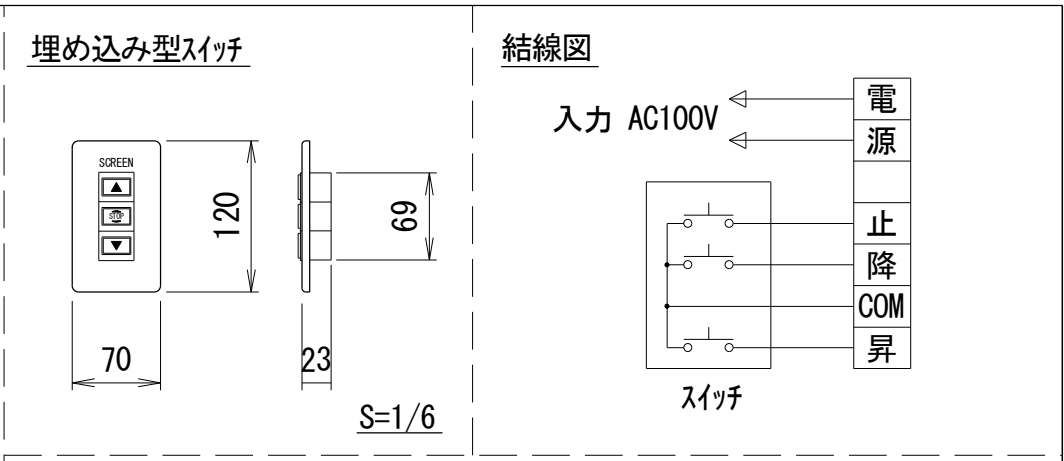 埋め込み型スイッチ
SCREEN
STOP
120
69
70
23
S=1/6
結線図
入力 AC100V
電
源
止
降
COM
昇
スイッチ